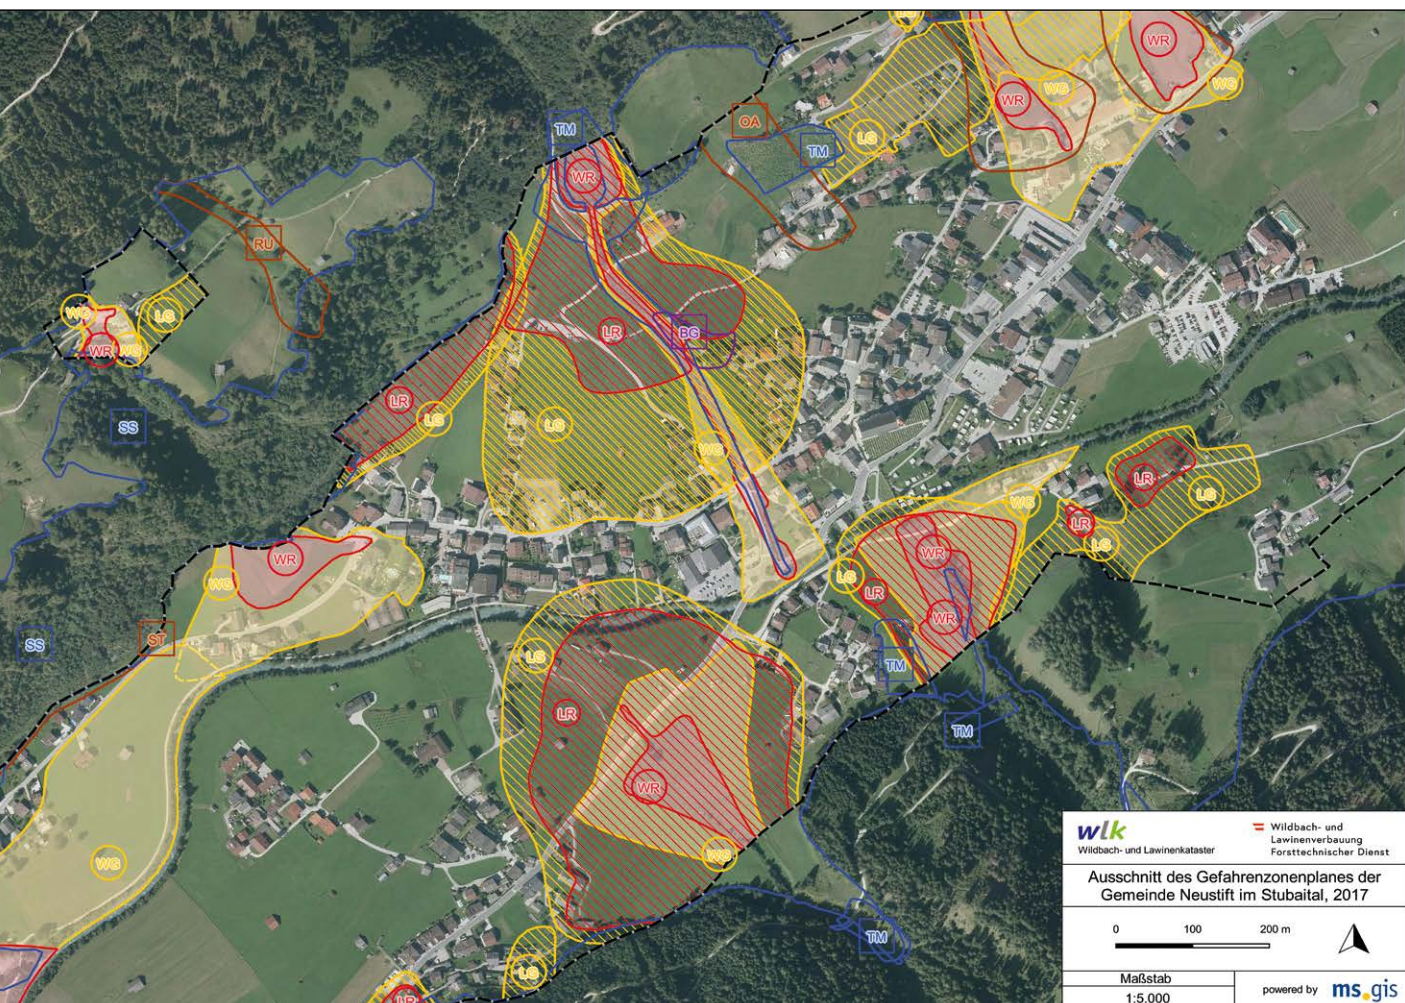 LG
WR
WR
WG
WG
OA
TM
LG
TM
WR
RU
WG
LG
WR
WG
LR
BG
LR
LG
LG
WG
SS
LR
LG
WG
LR
LG
WR
WG
WR
LG
LR
WR
SS
ST
LG
TM
LR
TM
WR
WG
WG
TM
LG
LR
wlk
Wildbach- und Lawinenkataster
Wildbach- und
Lawinenverbauung
Forsttechnischer Dienst
Ausschnitt des Gefahrenzonenplanes der
Gemeinde Neustift im Stubaital, 2017
0 100 200 m
Maßstab
1:5.000
powered by ms.gis